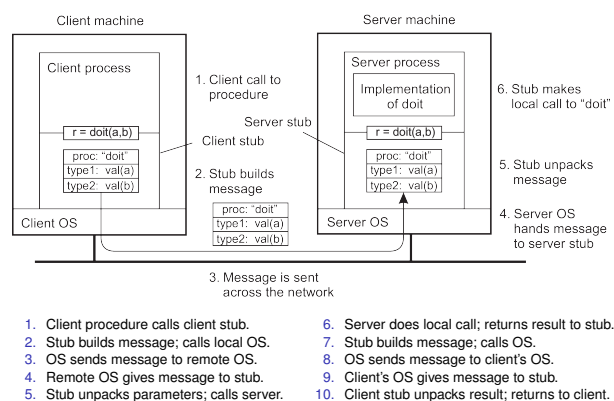 Client machine
Server machine
Client process
1. Client call to
procedure
Server process
Implementation
of doit
6. Stub makes
local call to “doit”
Server stub
r = doit(a,b)
Client stub
r = doit(a,b)
proc: “doit”
type1: val(a)
type2: val(b)
2. Stub builds
message
proc: “doit”
type1: val(a)
type2: val(b)
5. Stub unpacks
message
proc: “doit”
type1: val(a)
type2: val(b)
Client OS
Server OS
4. Server OS
hands message
to server stub
3. Message is sent
across the network
1. Client procedure calls client stub.
2. Stub builds message; calls local OS.
3. OS sends message to remote OS.
4. Remote OS gives message to stub.
5. Stub unpacks parameters; calls server.
6. Server does local call; returns result to stub.
7. Stub builds message; calls OS.
8. OS sends message to client's OS.
9. Client's OS gives message to stub.
10. Client stub unpacks result; returns to client.